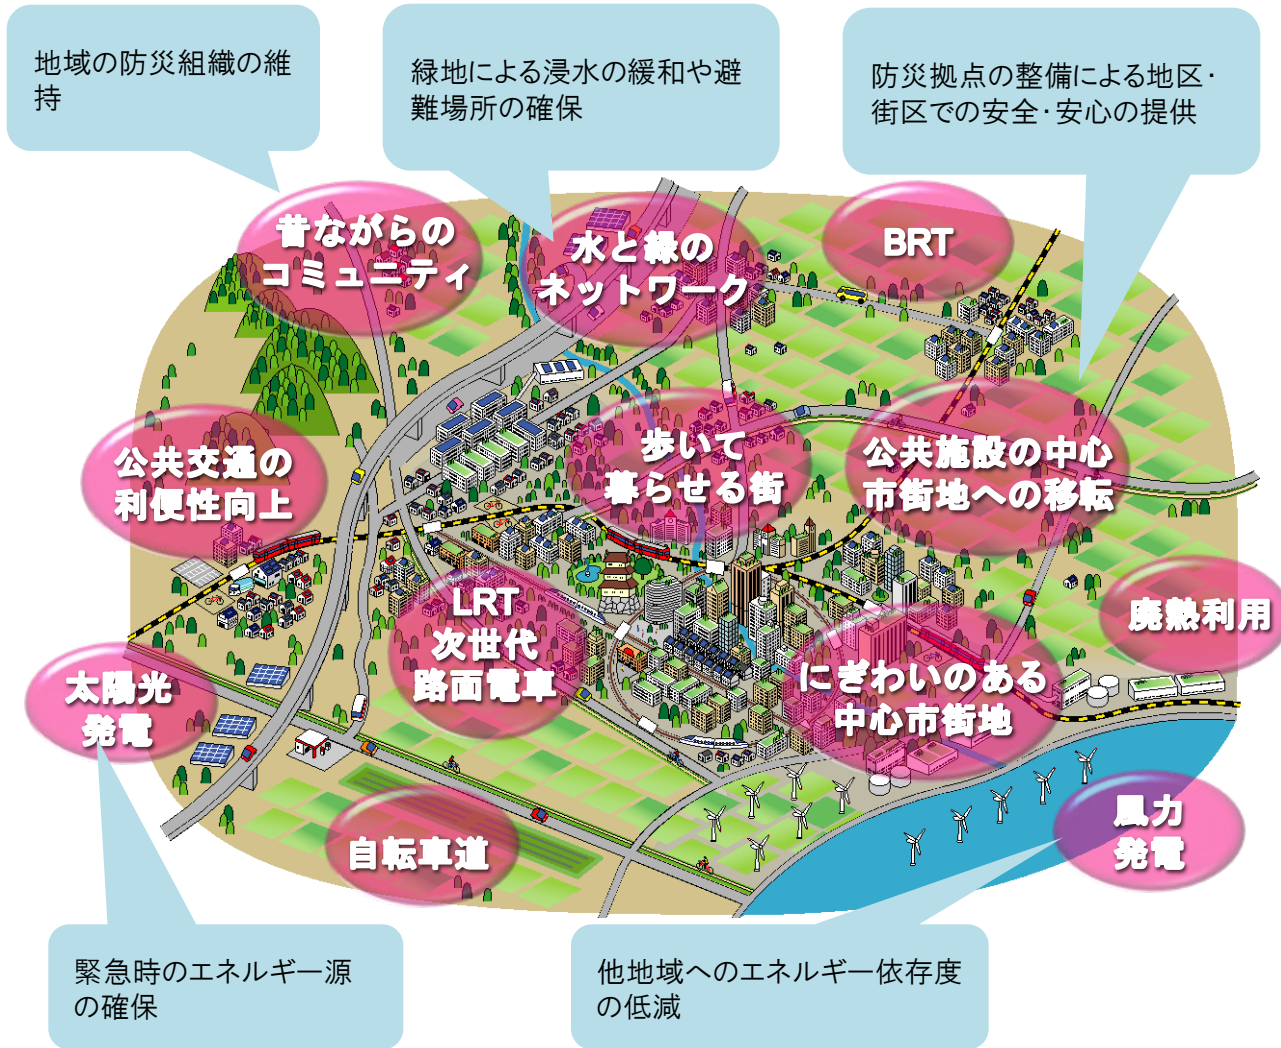 地域の防災組織の維
持
緑地による浸水の緩和や避
難場所の確保
防災拠点の整備による地区・
街区での安全・安心の提供
昔ながらの
コミュニティ
水と緑の
ネットワーク
BRT
公共交通の
利便性向上
歩いて
暮らせる街
公共施設の中心
市街地への移転
LRT
次世代
路面電車
廃熱利用
太陽光
発電
にぎわいのある
中心市街地
自転車道
風力
発電
緊急時のエネルギー源
の確保
他地域へのエネルギー依存度
の低減